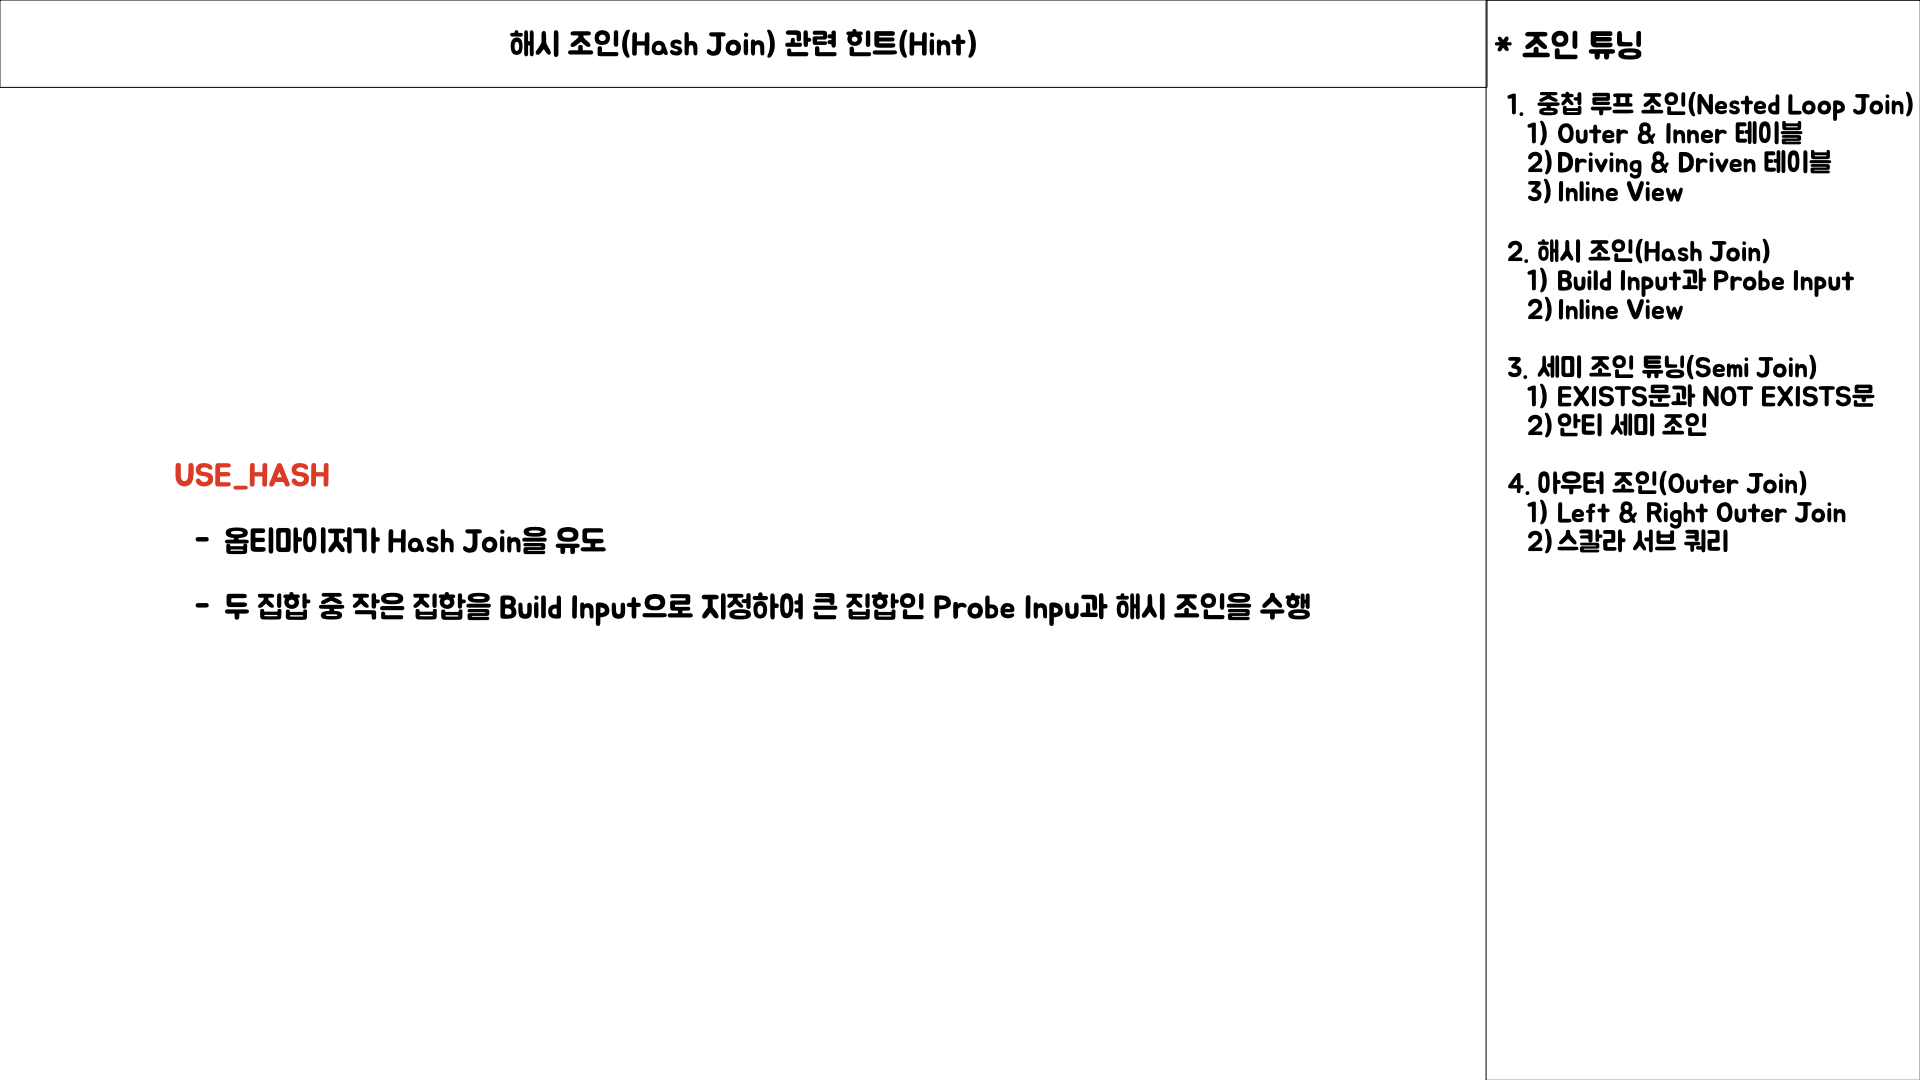 해시 조인(Hash Join) 관련 힌트(Hint)
USE_HASH
- 옵티마이저가 Hash Join을 유도
- 두 집합 중 작은 집합을 Build Input으로 지정하여 큰 집합인 Probe Inpu과 해시 조인을 수행
* 조인 튜닝
1. 중첩 루프 조인(Nested Loop Join)
1) Outer & Inner 테이블
2) Driving & Driven 테이블
3) Inline View
2. 해시 조인(Hash Join)
1) Build Input과 Probe Input
2) Inline View
3. 세미 조인 튜닝(Semi Join)
1) EXISTS문과 NOT EXISTS문
2) 안티 세미 조인
4. 아우터 조인(Outer Join)
1) Left & Right Outer Join
2) 스칼라 서브 쿼리